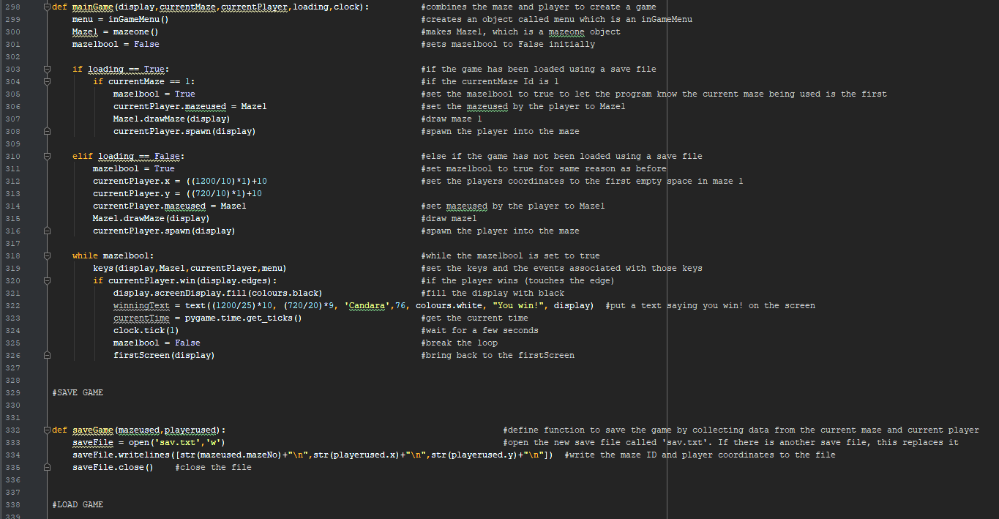 298 def mainGame(display,currentMaze,currentPlayer,loading,clock): #combines the maze and player to create a game
299 menu = inGameMenu() #creates an object called menu which is an inGameMenu
300 Maze1 = mazeone() #makes Maze1, which is a mazeone object
301 maze1bool = False #sets maze1bool to False initially
302
303 if loading == True: #if the game has been loaded using a save file
304 if currentMaze == 1: #if the currentMaze Id is 1
305 maze1bool = True #set the maze1bool to true to let the program know the current maze being used is the first
306 currentPlayer.mazeused = Maze1 #set the mazeused by the player to Maze1
307 Maze1.drawMaze(display) #draw maze 1
308 currentPlayer.spawn(display) #spawn the player into the maze
309
310 elif loading == False: #else if the game has not been loaded using a save file
311 maze1bool = True #set maze1bool to true for same reason as before
312 currentPlayer.x = ((1200/10)*1)+10 #set the players coordinates to the first empty space in maze 1
313 currentPlayer.y = ((720/10)*1)+10
314 currentPlayer.mazeused = Maze1 #set mazeused by the player to Maze1
315 Maze1.drawMaze(display) #draw maze1
316 currentPlayer.spawn(display) #spawn the player into the maze
317
318 while maze1bool: #while the maze1bool is set to true
319 keys(display,Maze1,currentPlayer,menu) #set the keys and the events associated with those keys
320 if currentPlayer.win(display.edges): #if the player wins (touches the edge)
321 display.screenDisplay.fill(colours.black) #fill the display with black
322 winningText = text((1200/25)*10, (720/20)*9, 'Candara',76, colours.white, "You win!", display) #put a text saying you win! on the screen
323 currentTime = pygame.time.get_ticks() #get the current time
324 clock.tick(1) #wait for a few seconds
325 maze1bool = False #break the loop
326 firstScreen(display) #bring back to the firstScreen
327
328
329 #SAVE GAME
330
331
332 def saveGame(mazeused,playerused): #define function to save the game by collecting data from the current maze and current player
333 saveFile = open('sav.txt','w') #open the new save file called 'sav.txt'. If there is another save file, this replaces it
334 saveFile.writelines([str(mazeused.mazeNo)+"\n",str(playerused.x)+"\n",str(playerused.y)+"\n"]) #write the maze ID and player coordinates to the file
335 saveFile.close() #close the file
336
337
338 #LOAD GAME
339